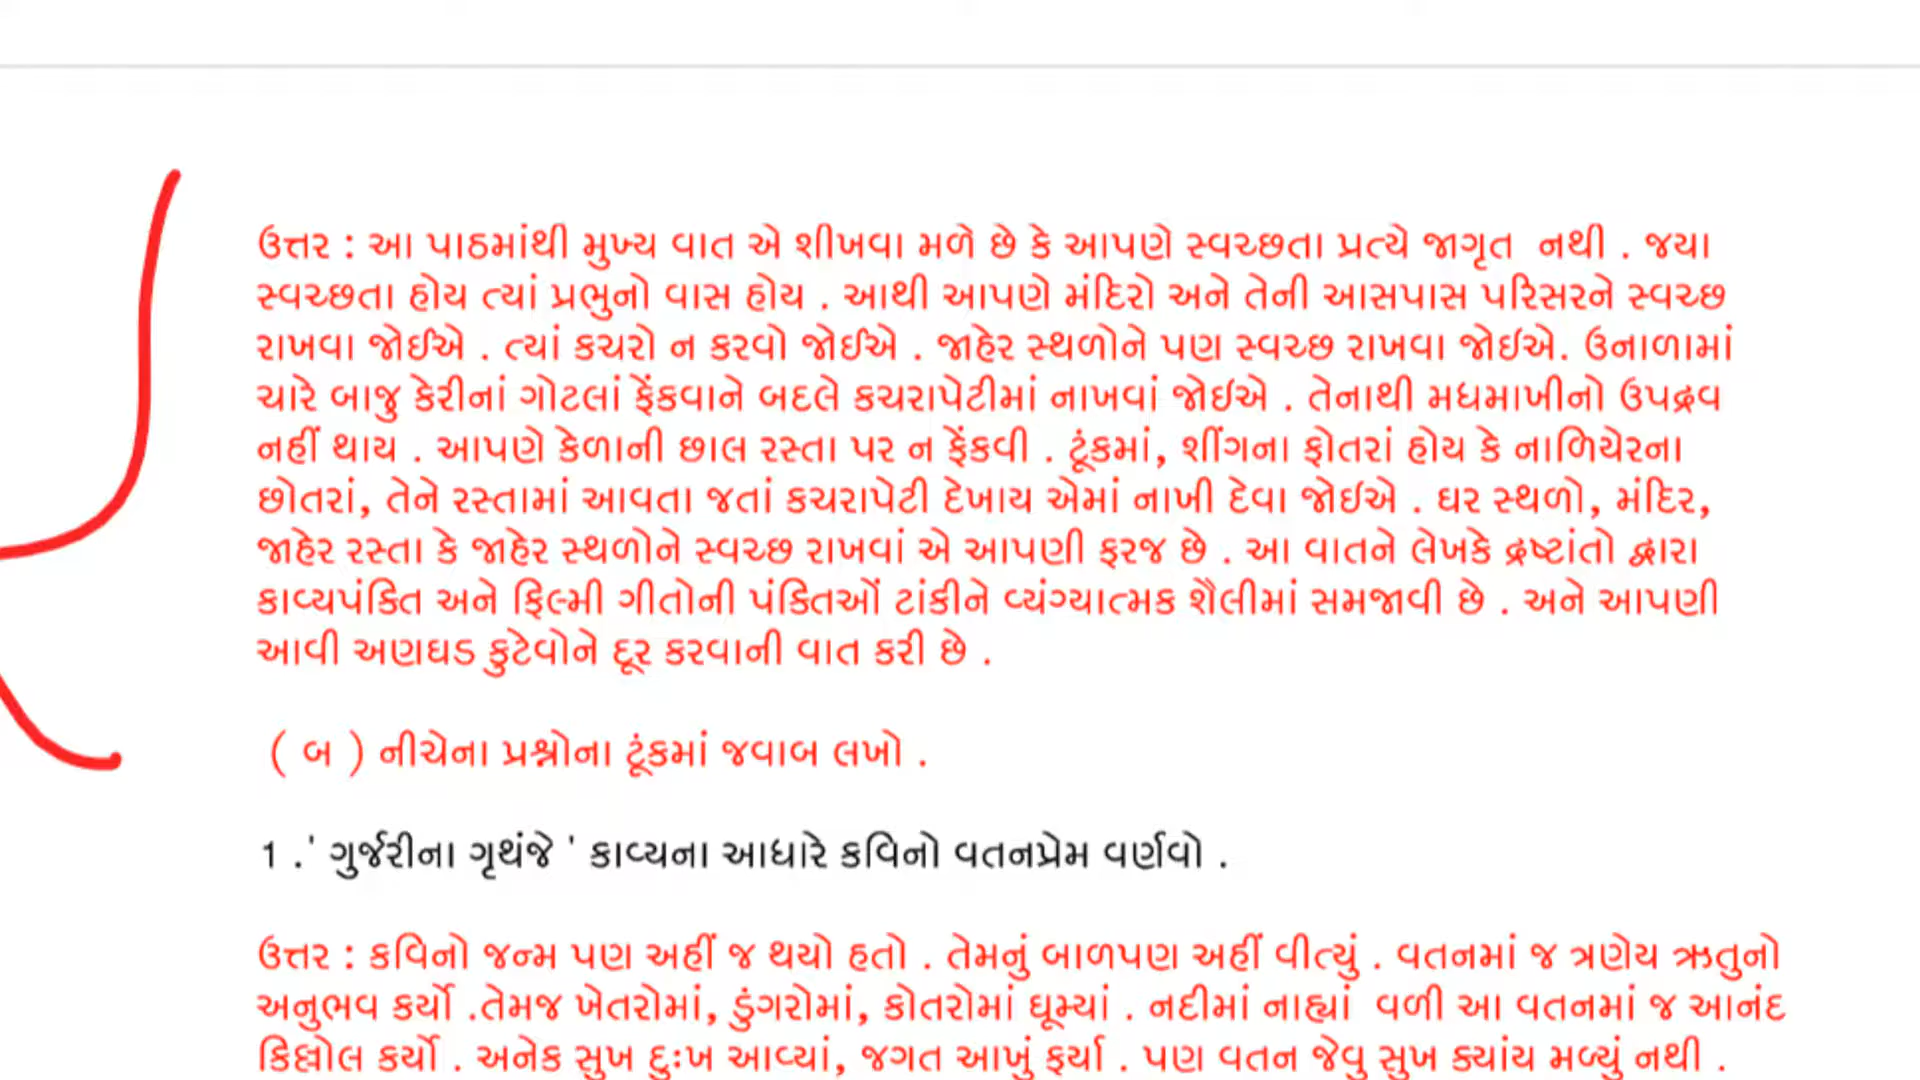 ઉત્તર : આ પાઠમાંથી મુખ્ય વાત એ શીખવા મળે છે કે આપણે સ્વચ્છતા પ્રત્યે જાગૃત નથી . જયા
સ્વચ્છતા હોય ત્યાં પ્રભુનો વાસ હોય . આથી આપણે મંદિરો અને તેની આસપાસ પરિસરને સ્વચ્છ
રાખવા જોઈએ . ત્યાં કચરો ન કરવો જોઈએ . જાહેર સ્થળોને પણ સ્વચ્છ રાખવા જોઈએ. ઉનાળામાં
ચારે બાજુ કેરીનાં ગોટલાં ફેંકવાને બદલે કચરાપેટીમાં નાખવાં જોઇએ . તેનાથી મધમાખીનો ઉપદ્રવ
નહીં થાય . આપણે કેળાની છાલ રસ્તા પર ન ફેંકવી . ટૂંકમાં, શીંગના ફોતરાં હોય કે નાળિયેરના
છોતરાં, તેને રસ્તામાં આવતા જતાં કચરાપેટી દેખાય એમાં નાખી દેવા જોઇએ . ઘર સ્થળો, મંદિર,
જાહેર રસ્તા કે જાહેર સ્થળોને સ્વચ્છ રાખવાં એ આપણી ફરજ છે . આ વાતને લેખકે દ્રષ્ટાંતો દ્વારા
કાવ્યપંક્તિ અને ફિલ્મી ગીતોની પંક્તિઓં ટાંકીને વ્યંગ્યાત્મક શૈલીમાં સમજાવી છે . અને આપણી
આવી અણઘડ કુટેવોને દૂર કરવાની વાત કરી છે .
( બ ) નીચેના પ્રશ્નોના ટૂંકમાં જવાબ લખો .
1 .' ગુર્જરીના ગૃથંજે ' કાવ્યના આધારે કવિનો વતનપ્રેમ વર્ણવો .
ઉત્તર : કવિનો જન્મ પણ અહીં જ થયો હતો . તેમનું બાળપણ અહીં વીત્યું . વતનમાં જ ત્રણેય ઋતુનો
અનુભવ કર્યો .તેમજ ખેતરોમાં, ડુંગરોમાં, કોતરોમાં ઘૂમ્યાં . નદીમાં નાહ્યાં વળી આ વતનમાં જ આનંદ
કિલ્લોલ કર્યો . અનેક સુખ દુઃખ આવ્યાં, જગત આખું ફર્યા . પણ વતન જેવુ સુખ ક્યાંય મળ્યું નથી .